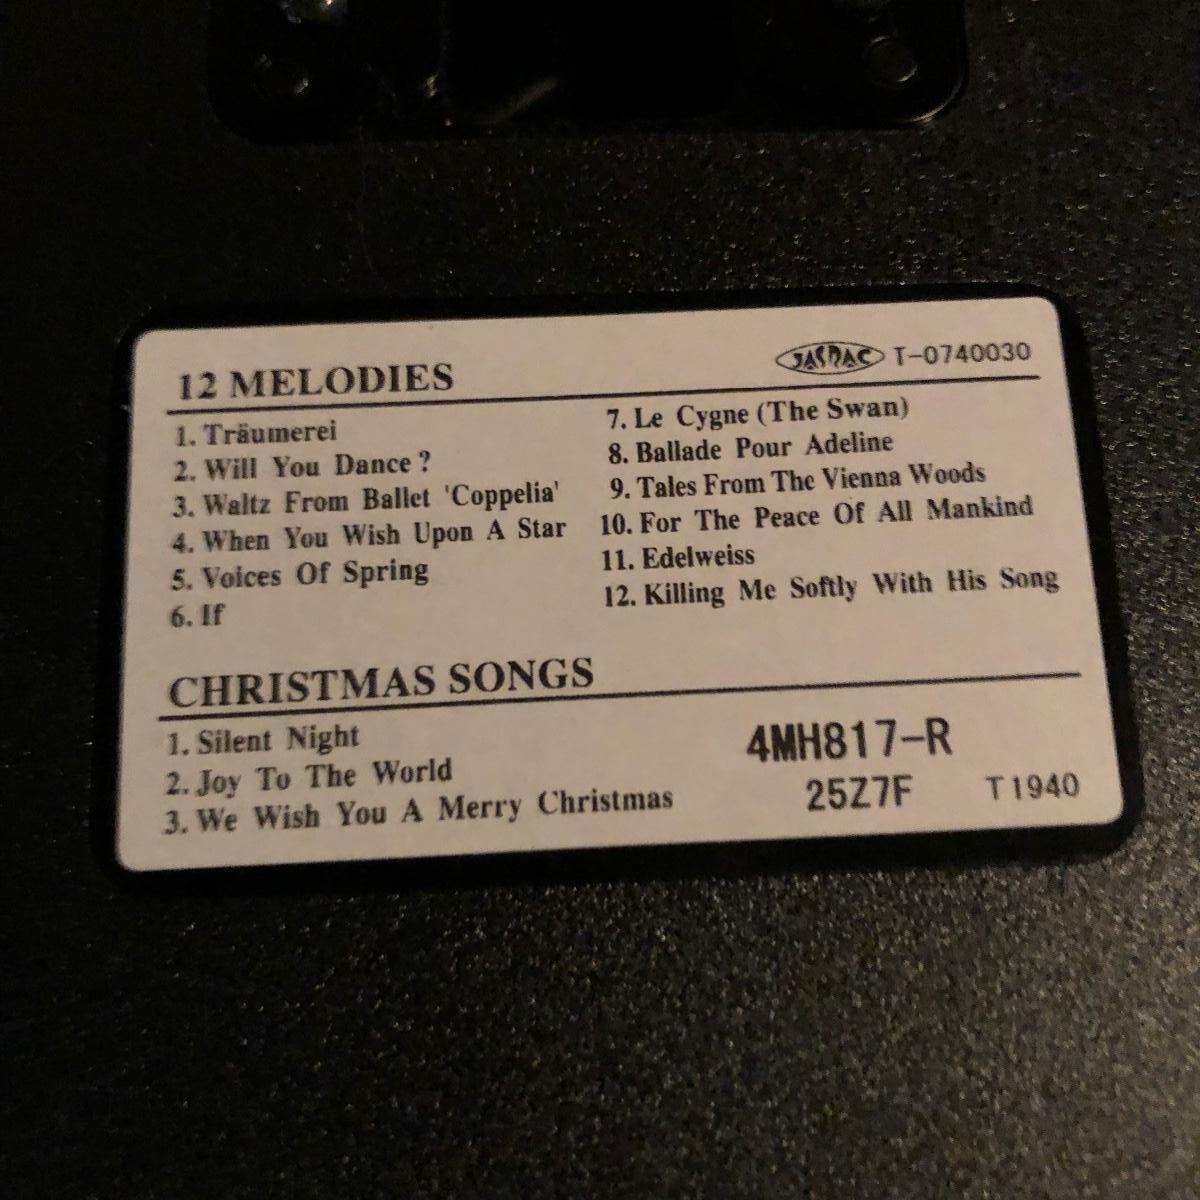 12 MELODIES
JASRAC T-0740030
1. Träumerei
2. Will You Dance?
3. Waltz From Ballet 'Coppelia'
4. When You Wish Upon A Star
5. Voices Of Spring
6. If
7. Le Cygne (The Swan)
8. Ballade Pour Adeline
9. Tales From The Vienna Woods
10. For The Peace Of All Mankind
11. Edelweiss
12. Killing Me Softly With His Song
CHRISTMAS SONGS
1. Silent Night
2. Joy To The World
3. We Wish You A Merry Christmas
4MH817-R
25Z7F T1940